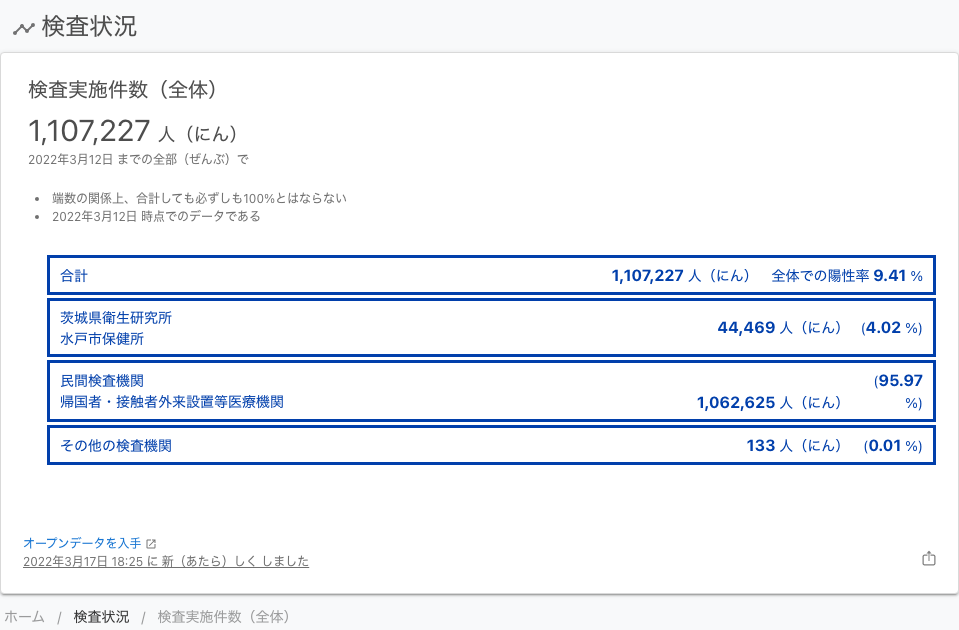 検査状況
検査実施件数（全体）
1,107,227 人（にん）
2022年3月12日 までの全部（ぜんぶ）で
• 端数の関係上、合計しても必ずしも100%とはならない
• 2022年3月12日 時点でのデータである
合計 1,107,227 人（にん） 全体での陽性率 9.41 %
茨城県衛生研究所
水戸市保健所 44,469 人（にん） (4.02 %)
民間検査機関 (95.97
帰国者・接触者外来設置等医療機関 1,062,625 人（にん） %)
その他の検査機関 133 人（にん） (0.01 %)
オープンデータを入手
2022年3月17日 18:25 に 新（あたら）しく しました
ホーム / 検査状況 / 検査実施件数（全体）